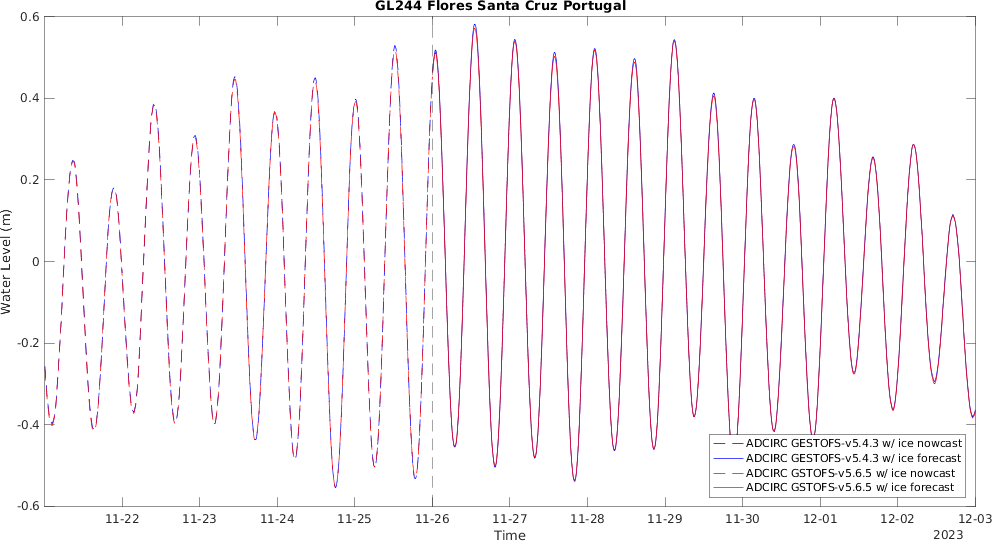 GL244 Flores Santa Cruz Portugal
Water Level (m)
0.6
0.4
0.2
0
-0.2
-0.4
-0.6
ADCIRC GESTOFS-v5.4.3 w/ ice nowcast
ADCIRC GESTOFS-v5.4.3 w/ ice forecast
ADCIRC GSTOFS-v5.6.5 w/ ice nowcast
ADCIRC GSTOFS-v5.6.5 w/ ice forecast
11-22 11-23 11-24 11-25 11-26 11-27 11-28 11-29 11-30 12-01 12-02 12-03
Time
2023